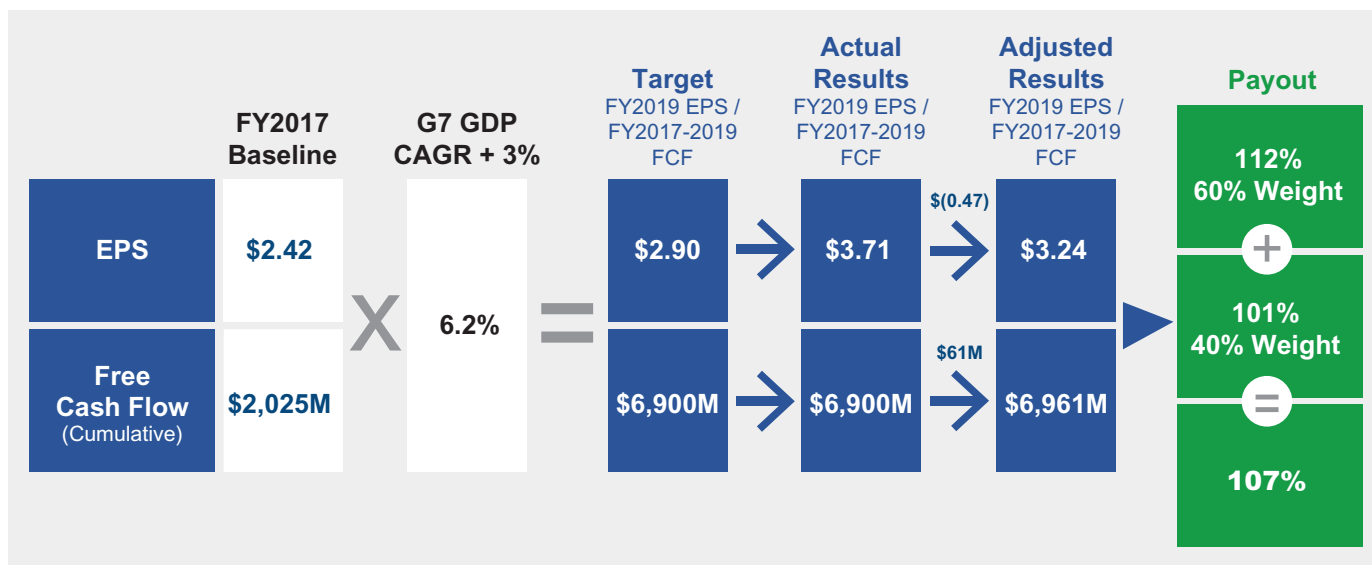 FY2017
Baseline
G7 GDP
CAGR + 3%
Target
FY2019 EPS /
FY2017-2019
FCF
Actual
Results
FY2019 EPS /
FY2017-2019
FCF
Adjusted
Results
FY2019 EPS /
FY2017-2019
FCF
Payout
EPS
$2.42
$2.90
$3.71
$(0.47)
$3.24
112%
60% Weight
+
X
6.2%
=
Free
Cash Flow
(Cumulative)
$2,025M
$6,900M
$6,900M
$61M
$6,961M
101%
40% Weight
=
107%